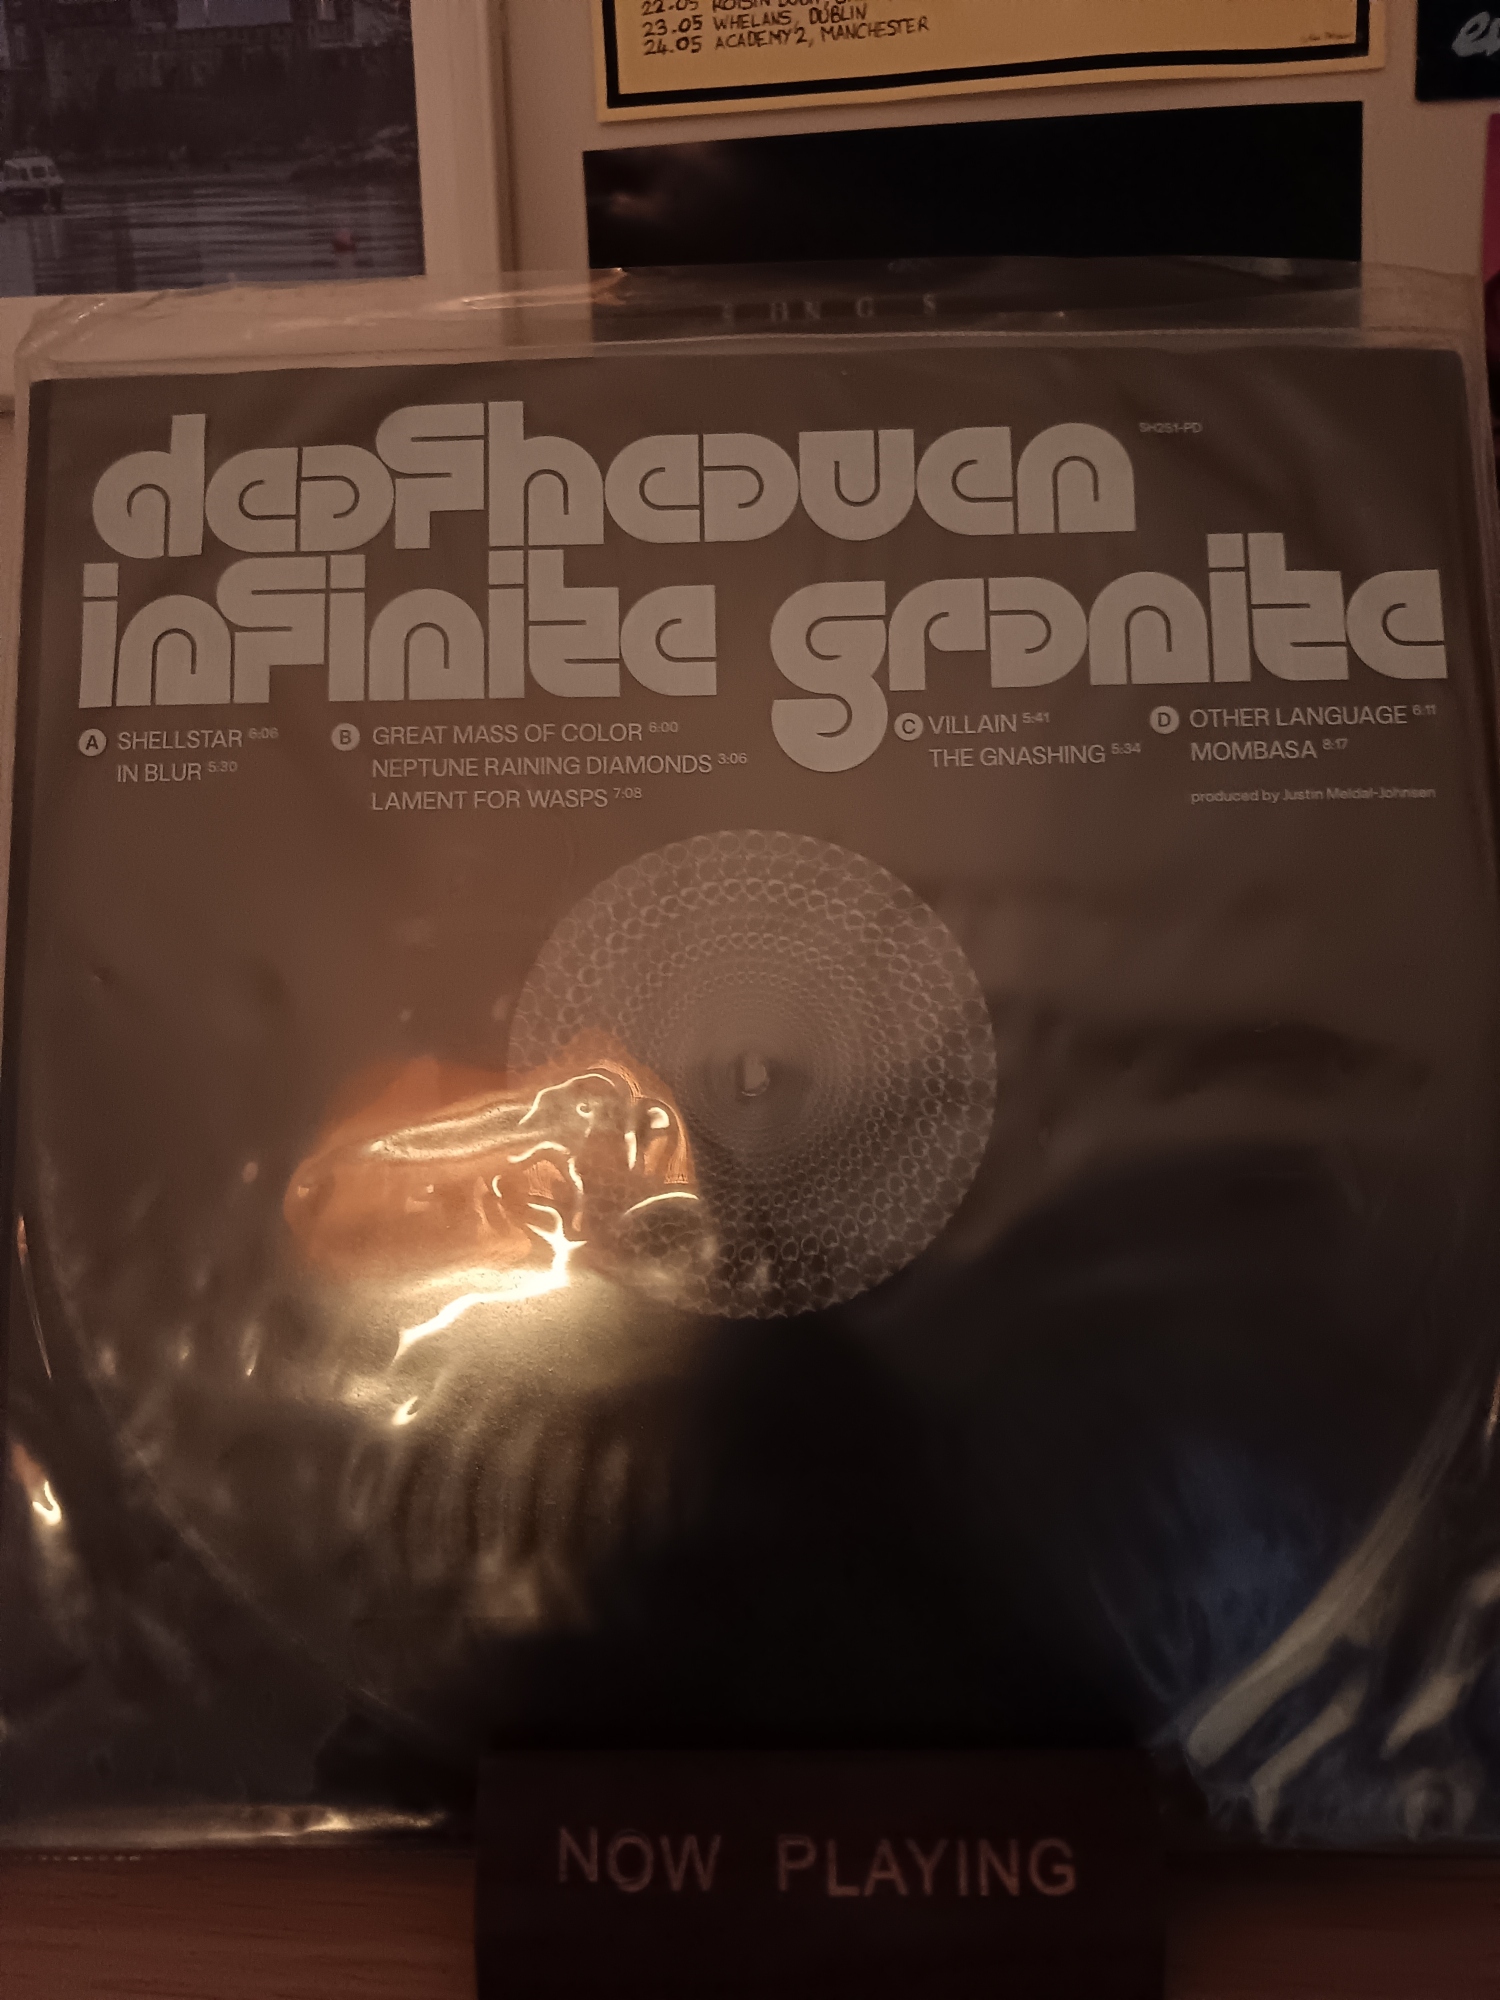 23.05 WHELANS, DUBLIN
24.05 ACADEMY 2, MANCHESTER
SONGS
deafheaven
SH251-PD
infinite granite
A SHELLSTAR 6:06
IN BLUR 5:30
B GREAT MASS OF COLOR 6:00
NEPTUNE RAINING DIAMONDS 3:06
LAMENT FOR WASPS 7:08
C VILLAIN 5:41
THE GNASHING 5:34
D OTHER LANGUAGE 6:11
MOMBASA 8:17
produced by Justin Meldal-Johnsen
NOW PLAYING